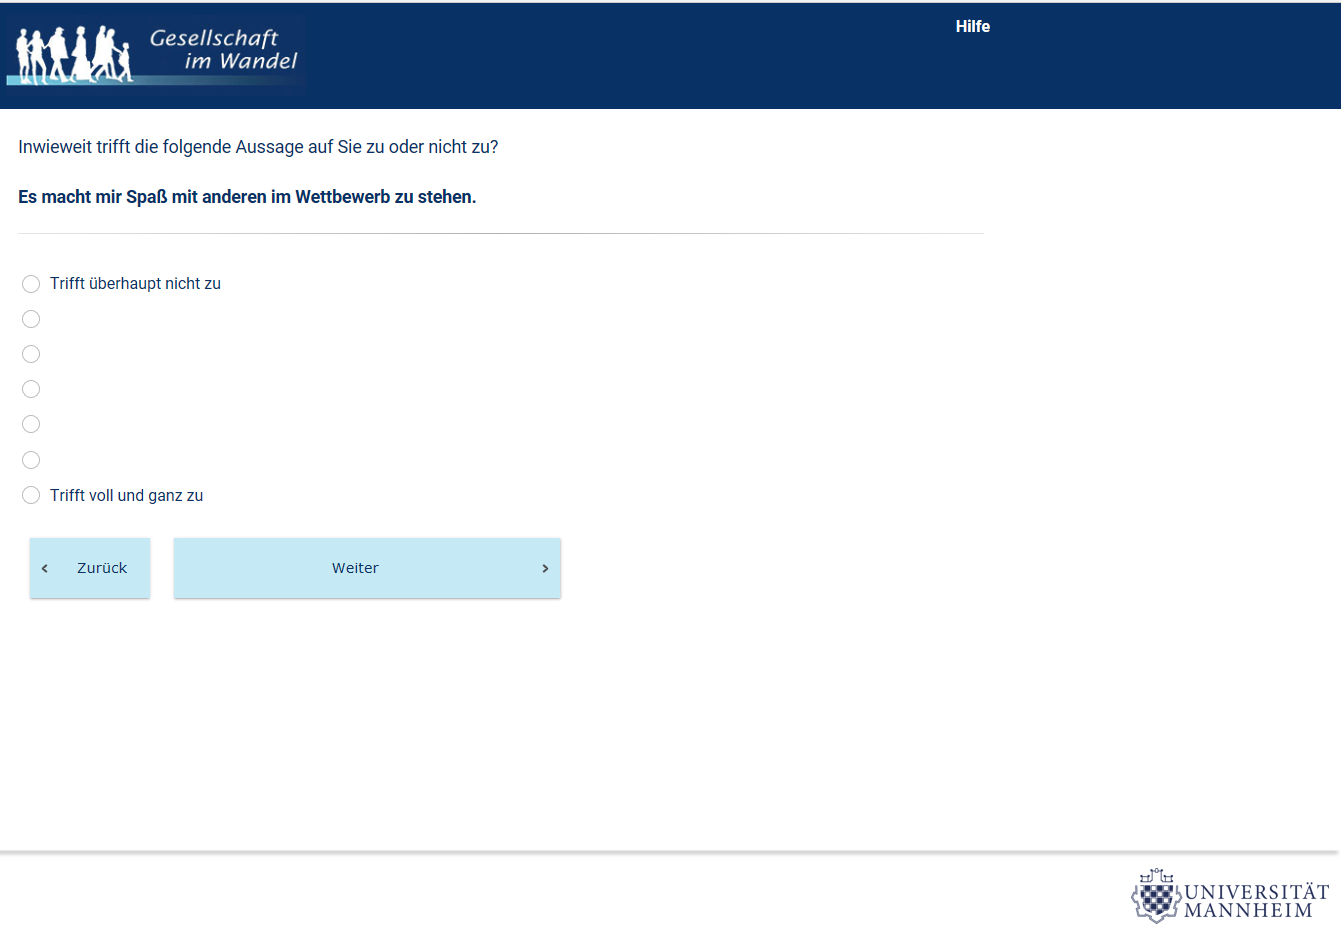 Gesellschaft
im Wandel
Hilfe
Inwieweit trifft die folgende Aussage auf Sie zu oder nicht zu?
Es macht mir Spaß mit anderen im Wettbewerb zu stehen.
Trifft überhaupt nicht zu
Trifft voll und ganz zu
‹ Zurück
Weiter ›
UNIVERSITÄT
MANNHEIM